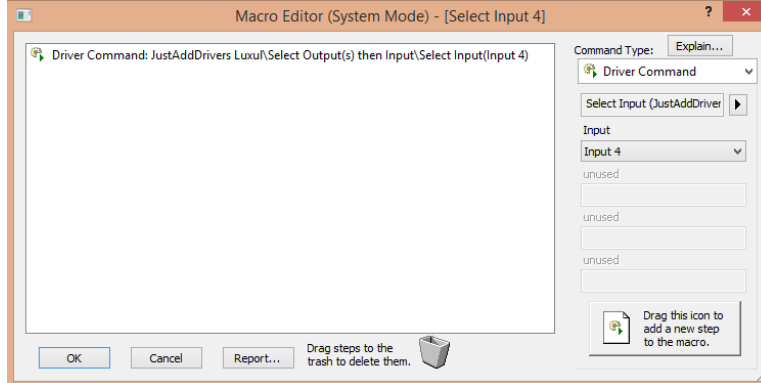 Macro Editor (System Mode) - [Select Input 4]
?
×
Driver Command: JustAddDrivers Luxul\Select Output(s) then Input\Select Input(Input 4)
Command Type:
Explain...
Driver Command
Select Input (JustAddDriver
Input
Input 4
unused
unused
unused
Drag this icon to
add a new step
to the macro.
OK
Cancel
Report...
Drag steps to the
trash to delete them.